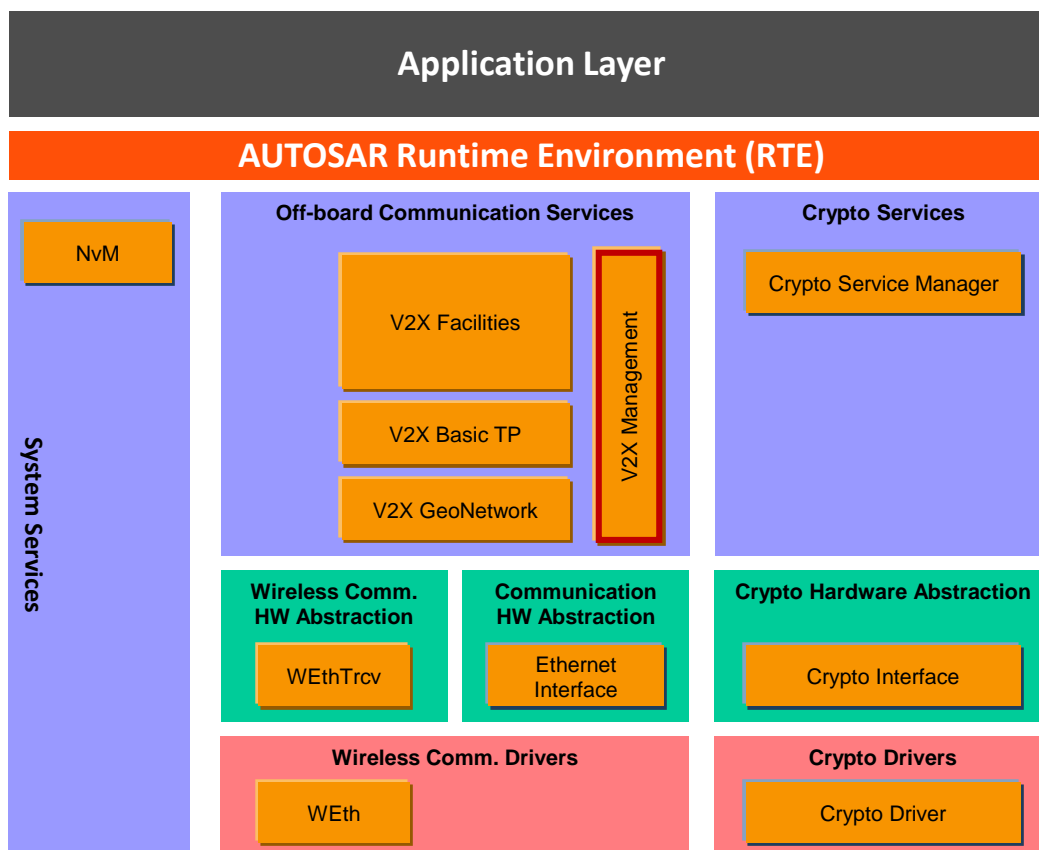 Application Layer
AUTOSAR Runtime Environment (RTE)
System Services
NvM
Off-board Communication Services
V2X Facilities
V2X Basic TP
V2X GeoNetwork
V2X Management
Crypto Services
Crypto Service Manager
Wireless Comm.
HW Abstraction
WEthTrcv
Communication
HW Abstraction
Ethernet
Interface
Crypto Hardware Abstraction
Crypto Interface
Wireless Comm. Drivers
WEth
Crypto Drivers
Crypto Driver